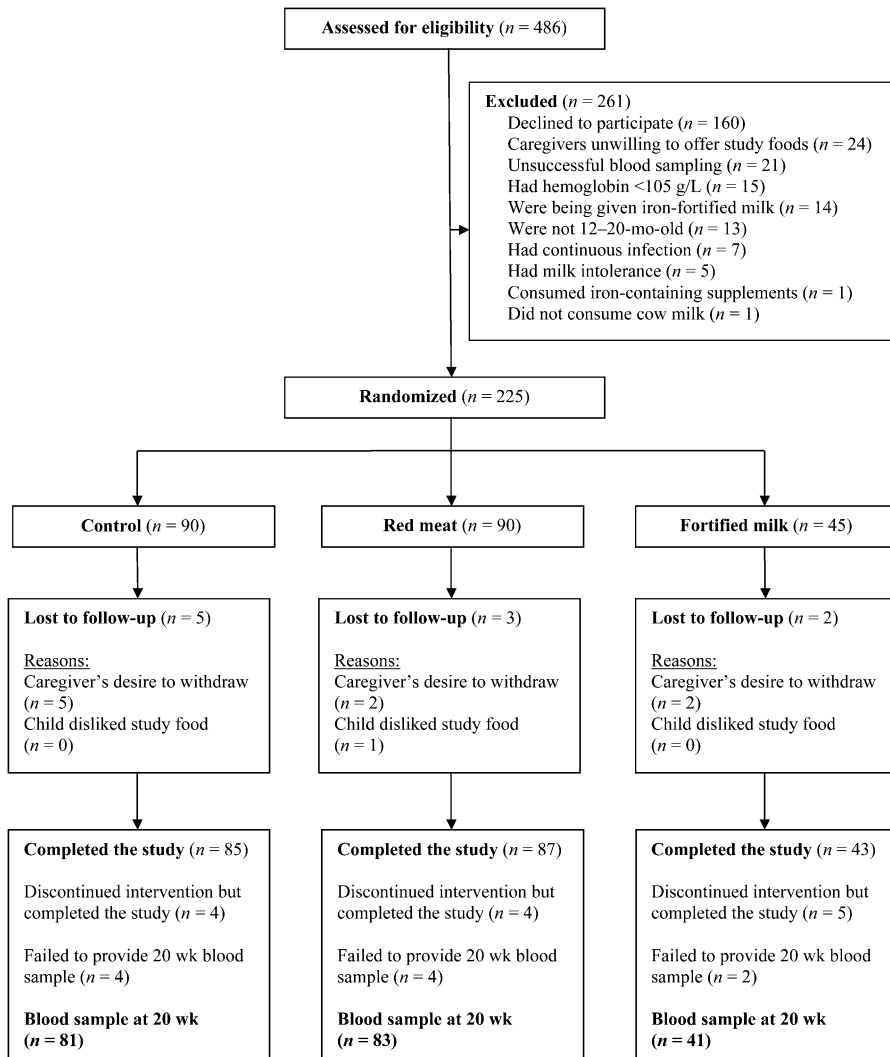 Assessed for eligibility (n = 486)
Excluded (n = 261)
Declined to participate (n = 160)
Caregivers unwilling to offer study foods (n = 24)
Unsuccessful blood sampling (n = 21)
Had hemoglobin <105 g/L (n = 15)
Were being given iron-fortified milk (n = 14)
Were not 12–20-mo-old (n = 13)
Had continuous infection (n = 7)
Had milk intolerance (n = 5)
Consumed iron-containing supplements (n = 1)
Did not consume cow milk (n = 1)
Randomized (n = 225)
Control (n = 90)
Red meat (n = 90)
Fortified milk (n = 45)
Lost to follow-up (n = 5)
Reasons:
Caregiver’s desire to withdraw
(n = 5)
Child disliked study food
(n = 0)
Lost to follow-up (n = 3)
Reasons:
Caregiver’s desire to withdraw
(n = 2)
Child disliked study food
(n = 1)
Lost to follow-up (n = 2)
Reasons:
Caregiver’s desire to withdraw
(n = 2)
Child disliked study food
(n = 0)
Completed the study (n = 85)
Discontinued intervention but
completed the study (n = 4)
Failed to provide 20 wk blood
sample (n = 4)
Blood sample at 20 wk
(n = 81)
Completed the study (n = 87)
Discontinued intervention but
completed the study (n = 4)
Failed to provide 20 wk blood
sample (n = 4)
Blood sample at 20 wk
(n = 83)
Completed the study (n = 43)
Discontinued intervention but
completed the study (n = 5)
Failed to provide 20 wk blood
sample (n = 2)
Blood sample at 20 wk
(n = 41)